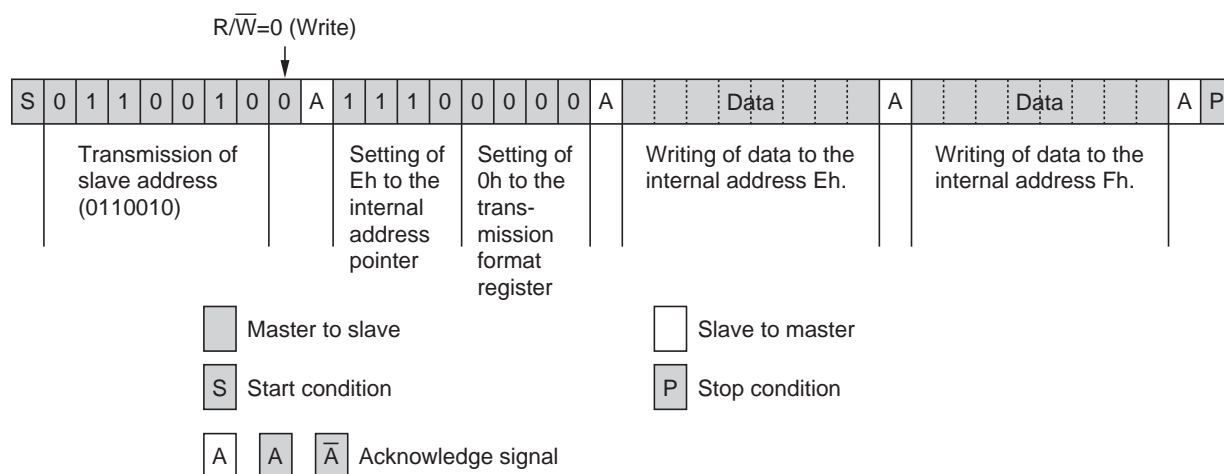 R/W̅=0 (Write)
S 0 1 1 0 0 1 0 0 A 1 1 1 0 0 0 0 0 A Data A Data A P
Transmission of
slave address
(0110010)
Setting of
Eh to the
internal
address
pointer
Setting of
0h to the
trans-
mission
format
register
Writing of data to the
internal address Eh.
Writing of data to the
internal address Fh.
Master to slave
Slave to master
S Start condition
P Stop condition
A A A̅ Acknowledge signal